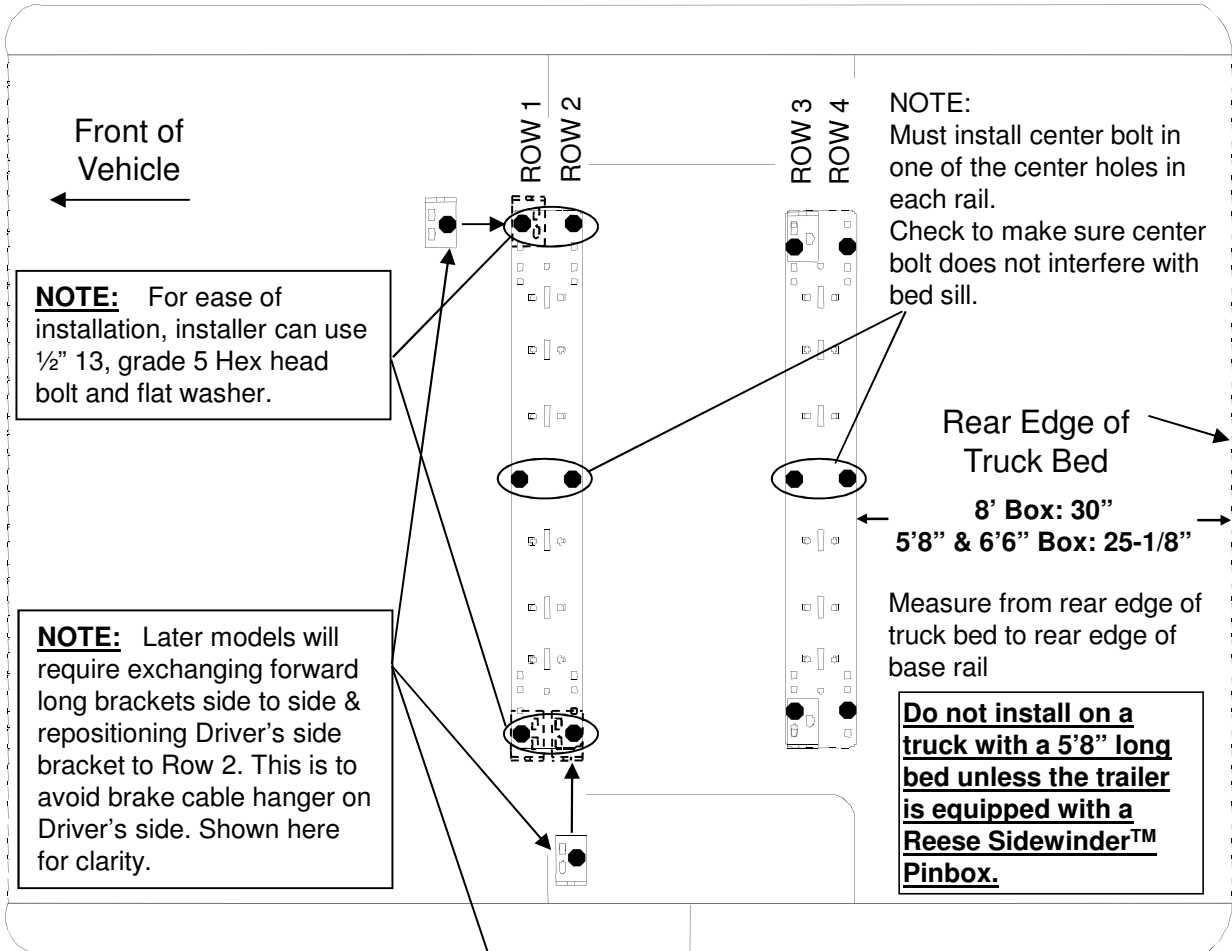 Front of
Vehicle
ROW 1
ROW 2
ROW 3
ROW 4
NOTE:
Must install center bolt in
one of the center holes in
each rail.
Check to make sure center
bolt does not interfere with
bed sill.
NOTE: For ease of
installation, installer can use
½” 13, grade 5 Hex head
bolt and flat washer.
Rear Edge of
Truck Bed
8’ Box: 30”
5’8” & 6’6” Box: 25-1/8”
Measure from rear edge of
truck bed to rear edge of
base rail
NOTE: Later models will
require exchanging forward
long brackets side to side &
repositioning Driver’s side
bracket to Row 2. This is to
avoid brake cable hanger on
Driver’s side. Shown here
for clarity.
Do not install on a
truck with a 5’8” long
bed unless the trailer
is equipped with a
Reese Sidewinder™
Pinbox.